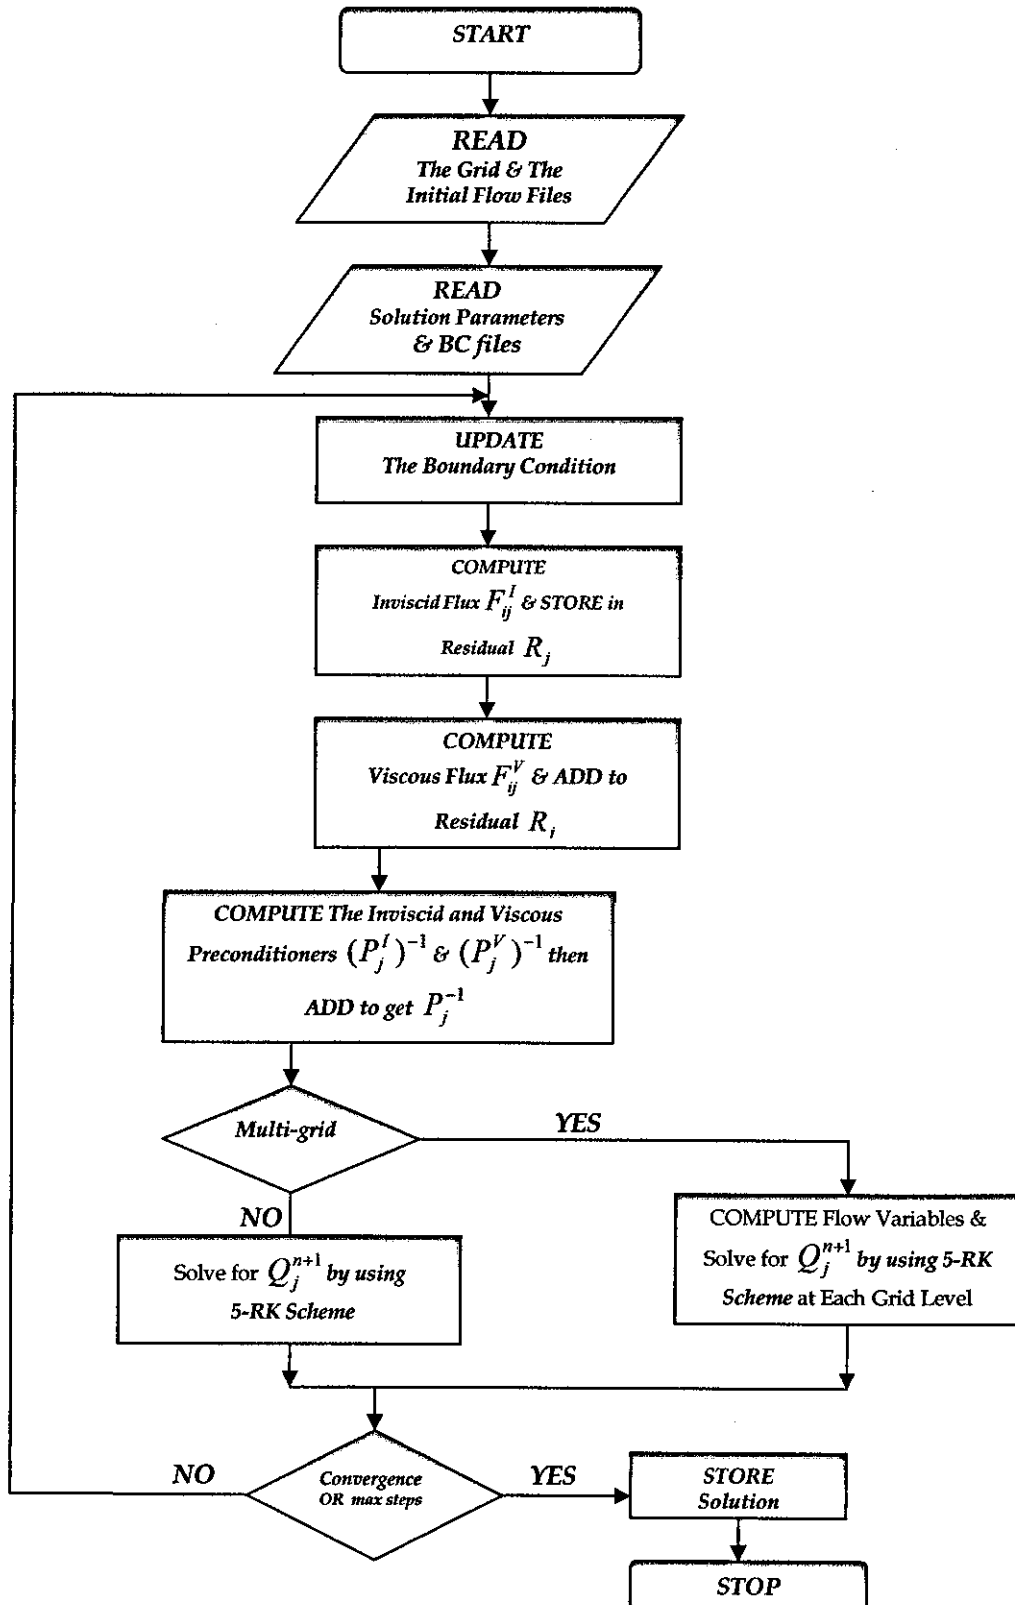 START
READ
The Grid & The
Initial Flow Files
READ
Solution Parameters
& BC files
UPDATE
The Boundary Condition
COMPUTE
Inviscid Flux $F_{ij}^{I}$ & STORE in
Residual $R_j$
COMPUTE
Viscous Flux $F_{ij}^{V}$ & ADD to
Residual $R_j$
COMPUTE The Inviscid and Viscous
Preconditioners $(P_j^{I})^{-1}$ & $(P_j^{V})^{-1}$ then
ADD to get $P_j^{-1}$
Multi-grid
YES
NO
Solve for $Q_j^{n+1}$ by using
5-RK Scheme
COMPUTE Flow Variables &
Solve for $Q_j^{n+1}$ by using 5-RK
Scheme at Each Grid Level
NO
Convergence
OR max steps
YES
STORE
Solution
STOP